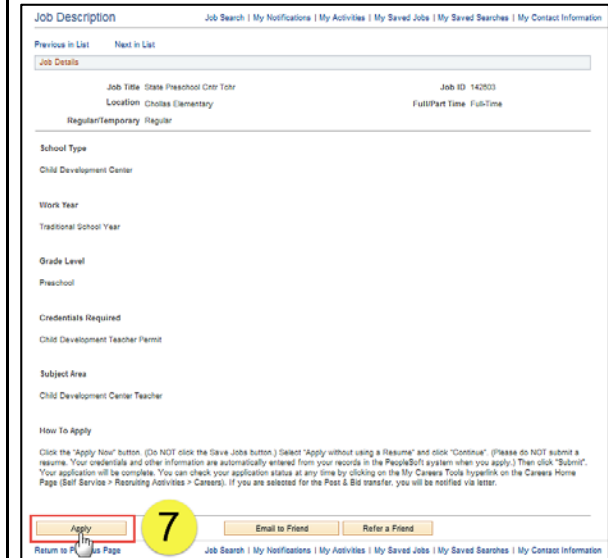 Job Description Job Search | My Notifications | My Activities | My Saved Jobs | My Saved Searches | My Contact Information
Previous in List Next in List
Job Details
Job Title State Preschool Cntr Tchr Job ID 142803
Location Chollas Elementary Full/Part Time Full-Time
Regular/Temporary Regular
School Type
Child Development Center
Work Year
Traditional School Year
Grade Level
Preschool
Credentials Required
Child Development Teacher Permit
Subject Area
Child Development Center Teacher
How To Apply
Click the "Apply Now" button. (Do NOT click the Save Jobs button.) Select "Apply without using a Resume" and click "Continue". (Please do NOT submit a
resume. Your credentials and other information are automatically entered from your records in the PeopleSoft system when you apply.) Then click "Submit".
Your application will be complete. You can check your application status at any time by clicking on the My Careers Tools hyperlink on the Careers Home
Page (Self Service > Recruiting Activities > Careers). If you are selected for the Post & Bid transfer, you will be notified via letter.
Apply 7 Email to Friend Refer a Friend
Return to Page Job Search | My Notifications | My Activities | My Saved Jobs | My Saved Searches | My Contact Information